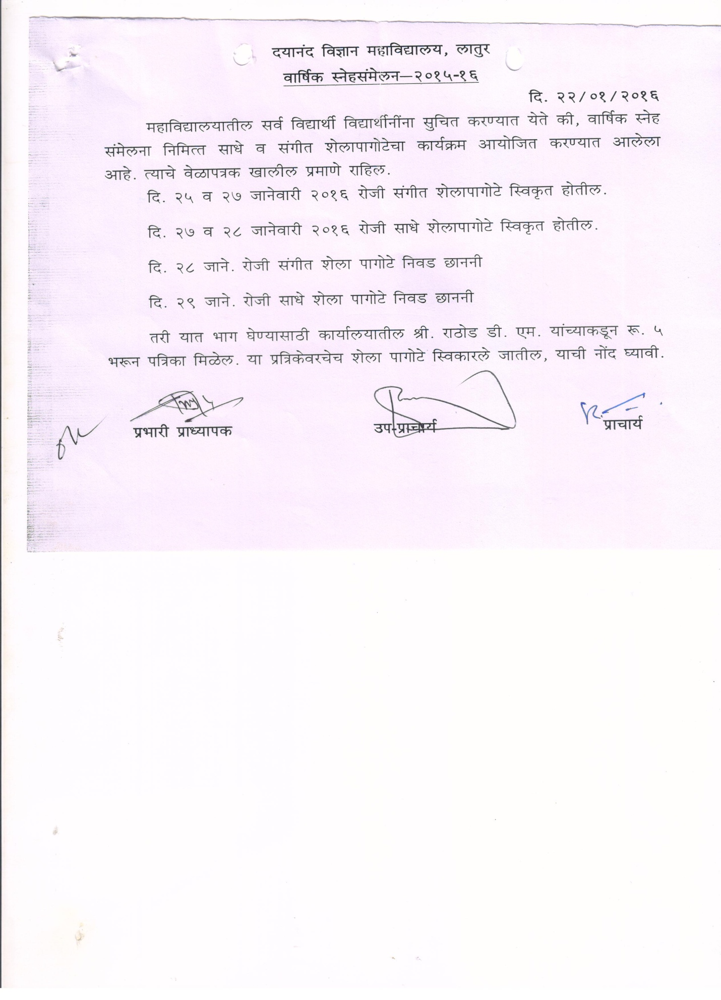 दयानंद विज्ञान महाविद्यालय, लातुर
वार्षिक स्नेहसंमेलन—२०१५-१६
दि. २२/०१/२०१६
महाविद्यालयातील सर्व विद्यार्थी विद्यार्थीनींना सुचित करण्यात येते की, वार्षिक स्नेह
संमेलना निमित्त साधे व संगीत शेलापागोटेचा कार्यक्रम आयोजित करण्यात आलेला
आहे. त्याचे वेळापत्रक खालील प्रमाणे राहिल.
दि. २५ व २७ जानेवारी २०१६ रोजी संगीत शेलापागोटे स्विकृत होतील.
दि. २७ व २८ जानेवारी २०१६ रोजी साधे शेलापागोटे स्विकृत होतील.
दि. २८ जाने. रोजी संगीत शेला पागोटे निवड छाननी
दि. २९ जाने. रोजी साधे शेला पागोटे निवड छाननी
तरी यात भाग घेण्यासाठी कार्यालयातील श्री. राठोड डी. एम. यांच्याकडून रू. ५
भरून पत्रिका मिळेल. या प्रत्रिकेवरचेच शेला पागोटे स्विकारले जातील, याची नोंद घ्यावी.
प्रभारी प्राध्यापक उप-प्राचार्य प्राचार्य